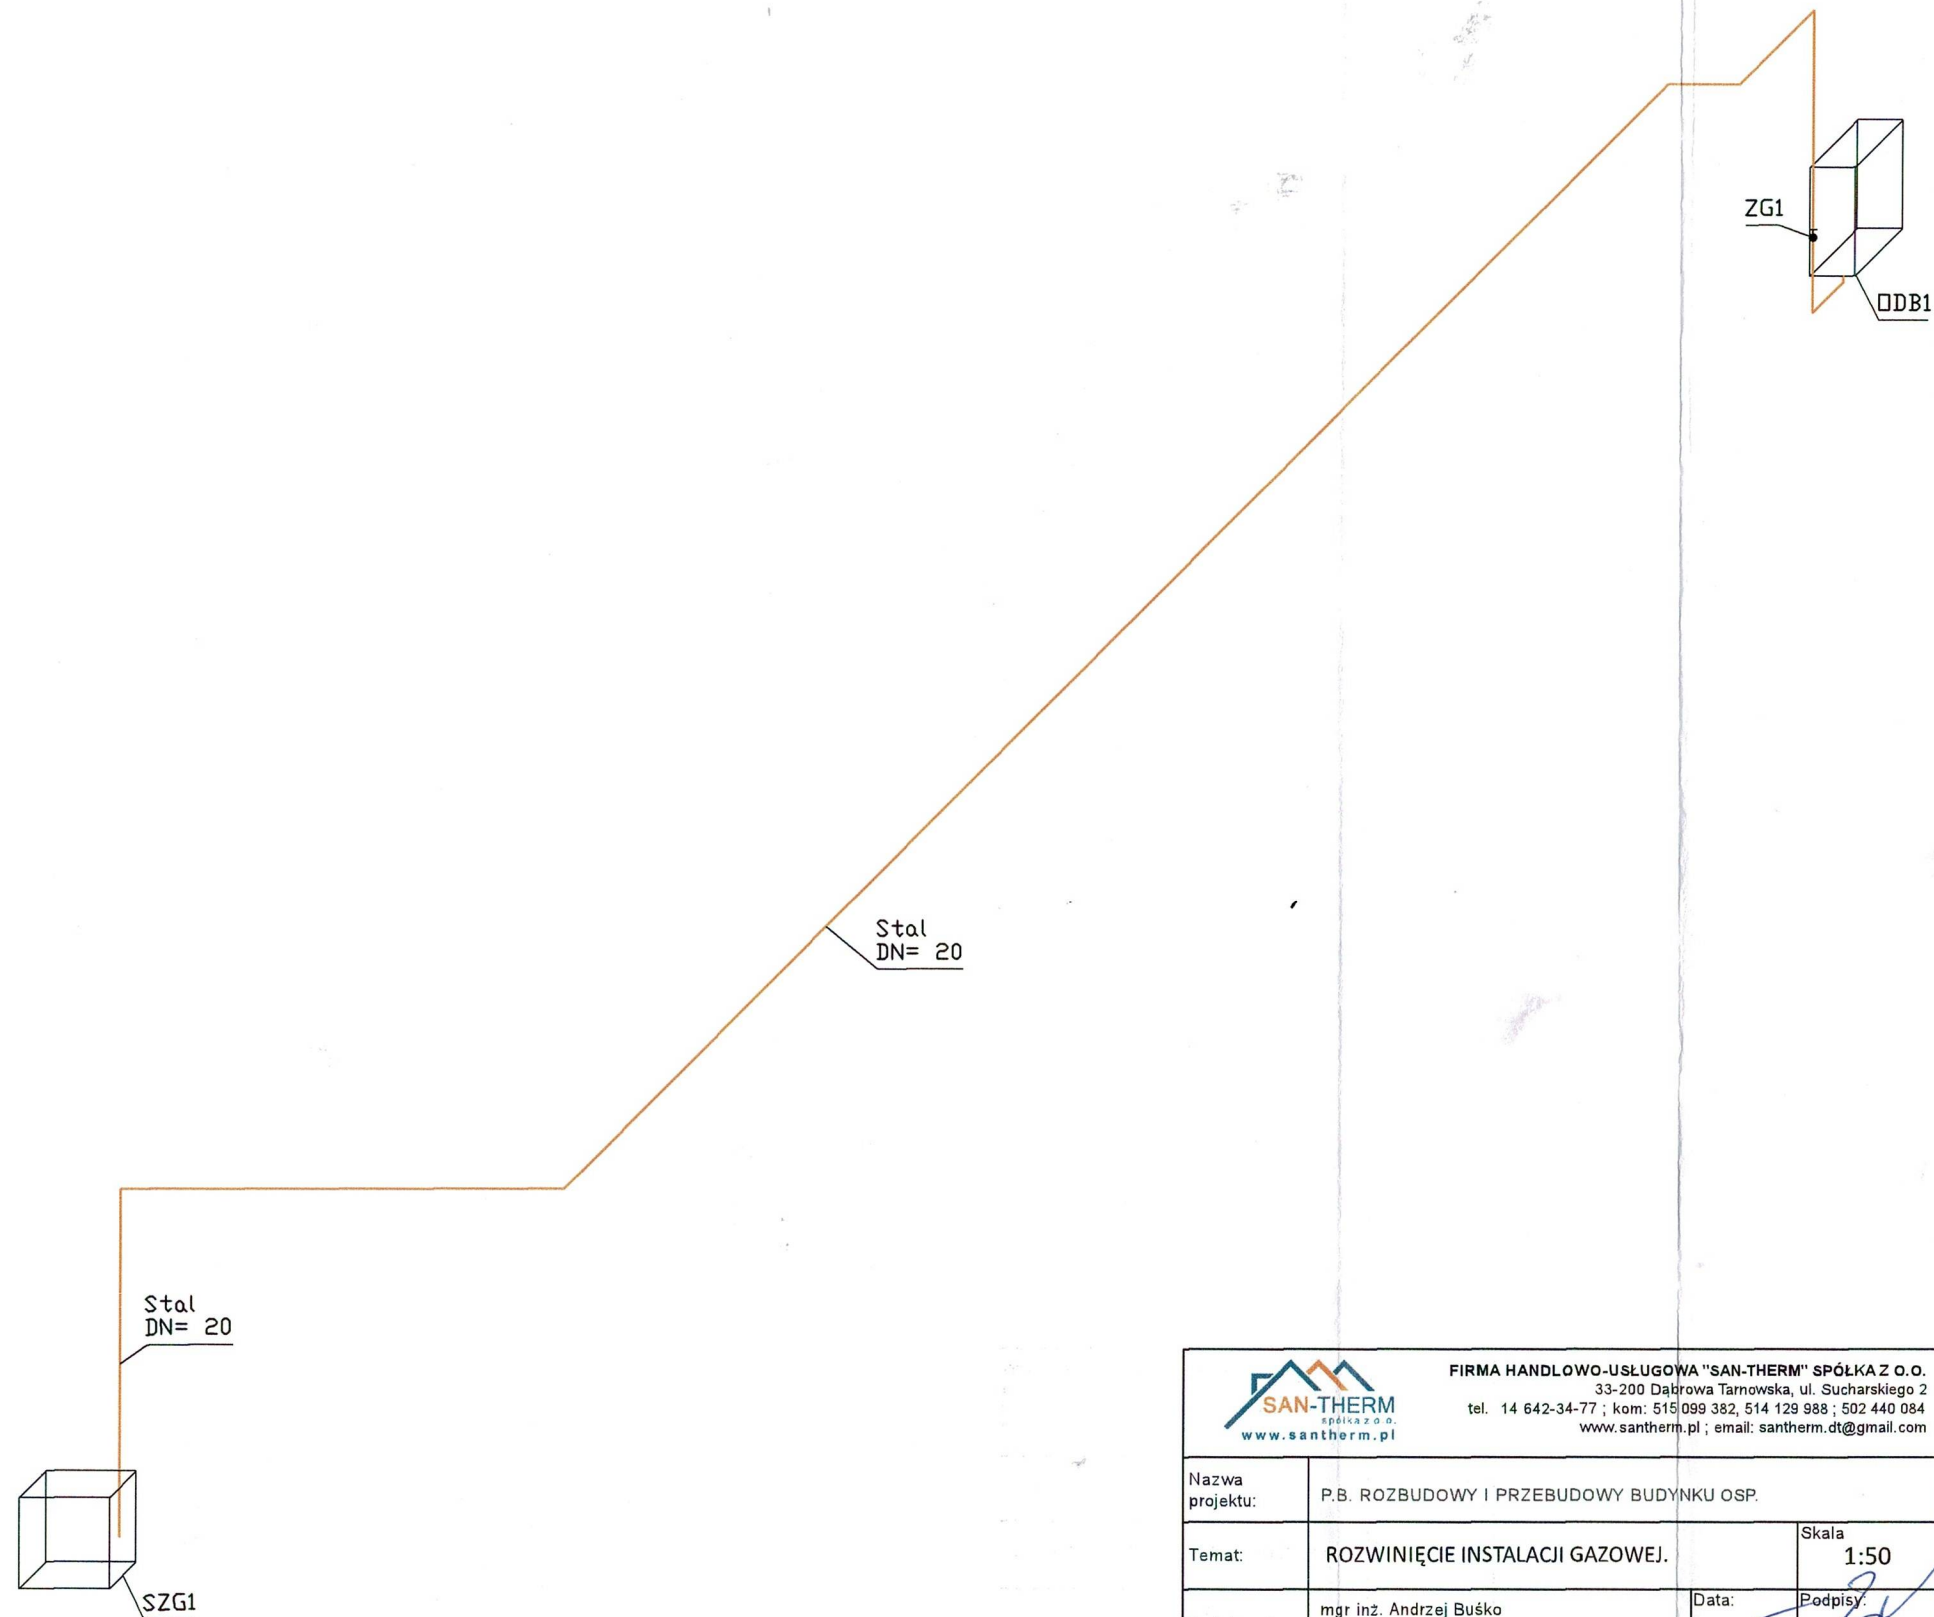 ZG1
ODB1
Stal
DN= 20
Stal
DN= 20
SZG1
SAN-THERM
spółka z o.o.
www.santherm.pl
FIRMA HANDLOWO-USŁUGOWA "SAN-THERM" SPÓŁKA Z O.O.
33-200 Dąbrowa Tarnowska, ul. Sucharskiego 2
tel. 14 642-34-77 ; kom: 515 099 382, 514 129 988 ; 502 440 084
www.santherm.pl ; email: santherm.dt@gmail.com
Nazwa
projektu:
P.B. ROZBUDOWY I PRZEBUDOWY BUDYNKU OSP.
Temat:
ROZWINIĘCIE INSTALACJI GAZOWEJ.
Skala
1:50
mgr inż. Andrzej Buśko
Data:
Podpisy: